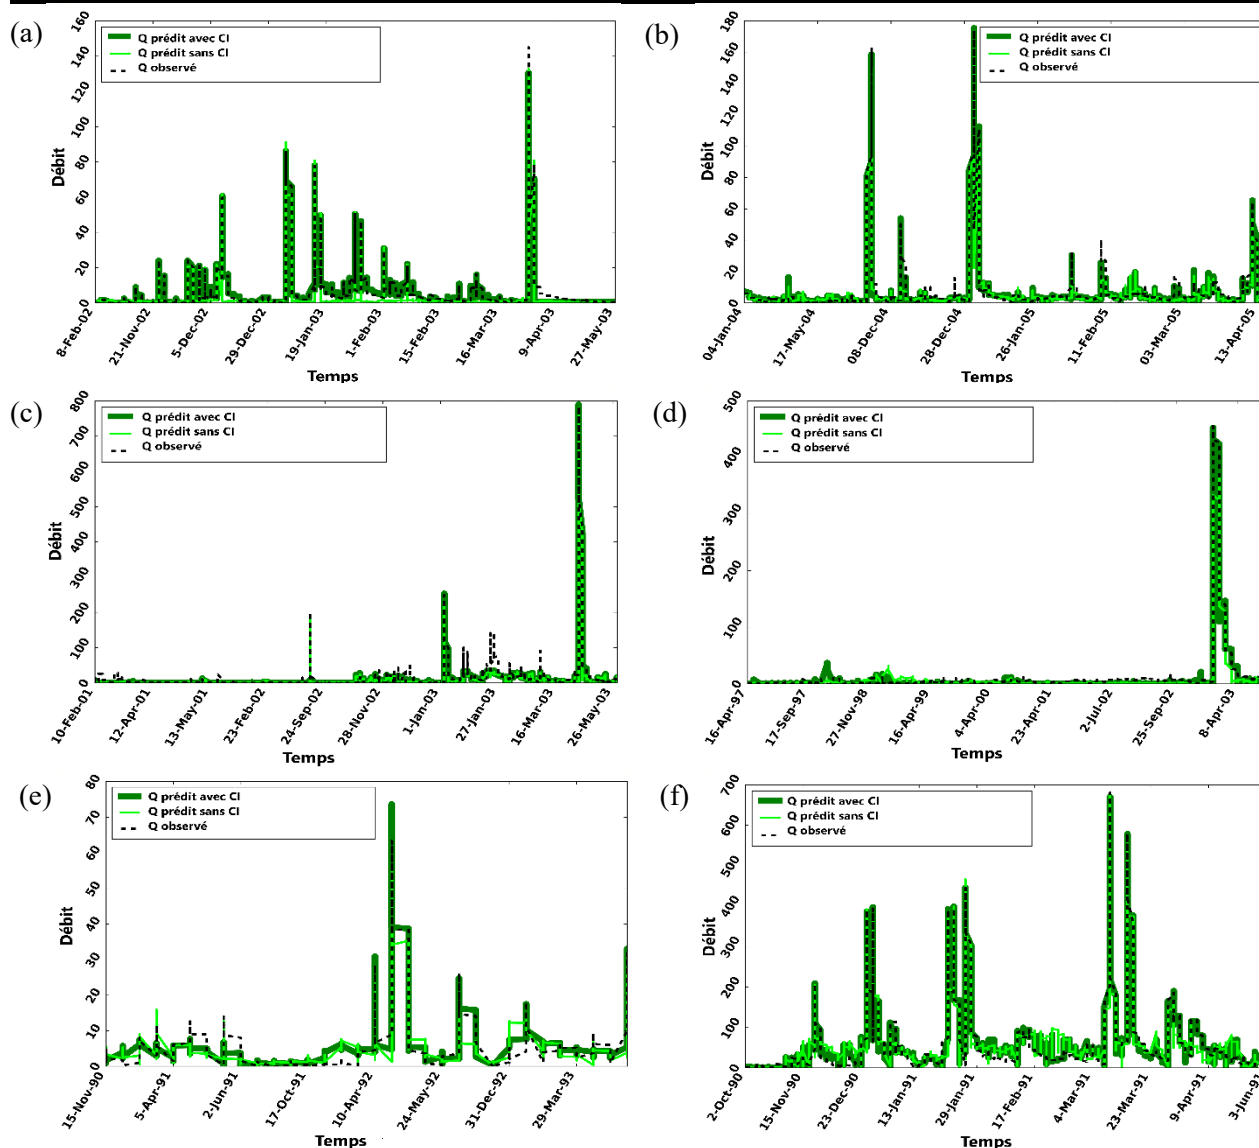 (a)
160
140
120
100
80
60
40
20
0
Débit
Q prédit avec CI
Q prédit sans CI
Q observé
8-Feb-02
21-Nov-02
5-Dec-02
29-Dec-02
19-Jan-03
1-Feb-03
15-Feb-03
16-Mar-03
9-Apr-03
27-May-03
Temps
(b)
180
160
140
120
100
80
60
40
20
0
Débit
Q prédit avec CI
Q prédit sans CI
Q observé
04-Jan-04
17-May-04
08-Dec-04
28-Dec-04
26-Jan-05
11-Feb-05
03-Mar-05
13-Apr-05
Temps
(c)
800
700
600
500
400
300
200
100
0
Débit
Q prédit avec CI
Q prédit sans CI
Q observé
10-Feb-01
12-Apr-01
13-May-01
23-Feb-02
24-Sep-02
28-Nov-02
1-Jan-03
27-Jan-03
16-Mar-03
26-May-03
Temps
(d)
500
400
300
200
100
0
Débit
Q prédit avec CI
Q prédit sans CI
Q observé
16-Apr-97
17-Sep-97
27-Nov-98
16-Apr-99
4-Apr-00
23-Apr-01
2-Jul-02
25-Sep-02
8-Apr-03
Temps
(e)
80
70
60
50
40
30
20
10
0
Débit
Q prédit avec CI
Q prédit sans CI
Q observé
15-Nov-90
5-Apr-91
2-Jun-91
17-Oct-91
10-Apr-92
24-May-92
31-Dec-92
29-Mar-93
Temps
(f)
700
600
500
400
300
200
100
0
Débit
Q prédit avec CI
Q prédit sans CI
Q observé
2-Oct-90
15-Nov-90
23-Dec-90
13-Jan-91
29-Jan-91
17-Feb-91
4-Mar-91
23-Mar-91
9-Apr-91
3-Jun-91
Temps